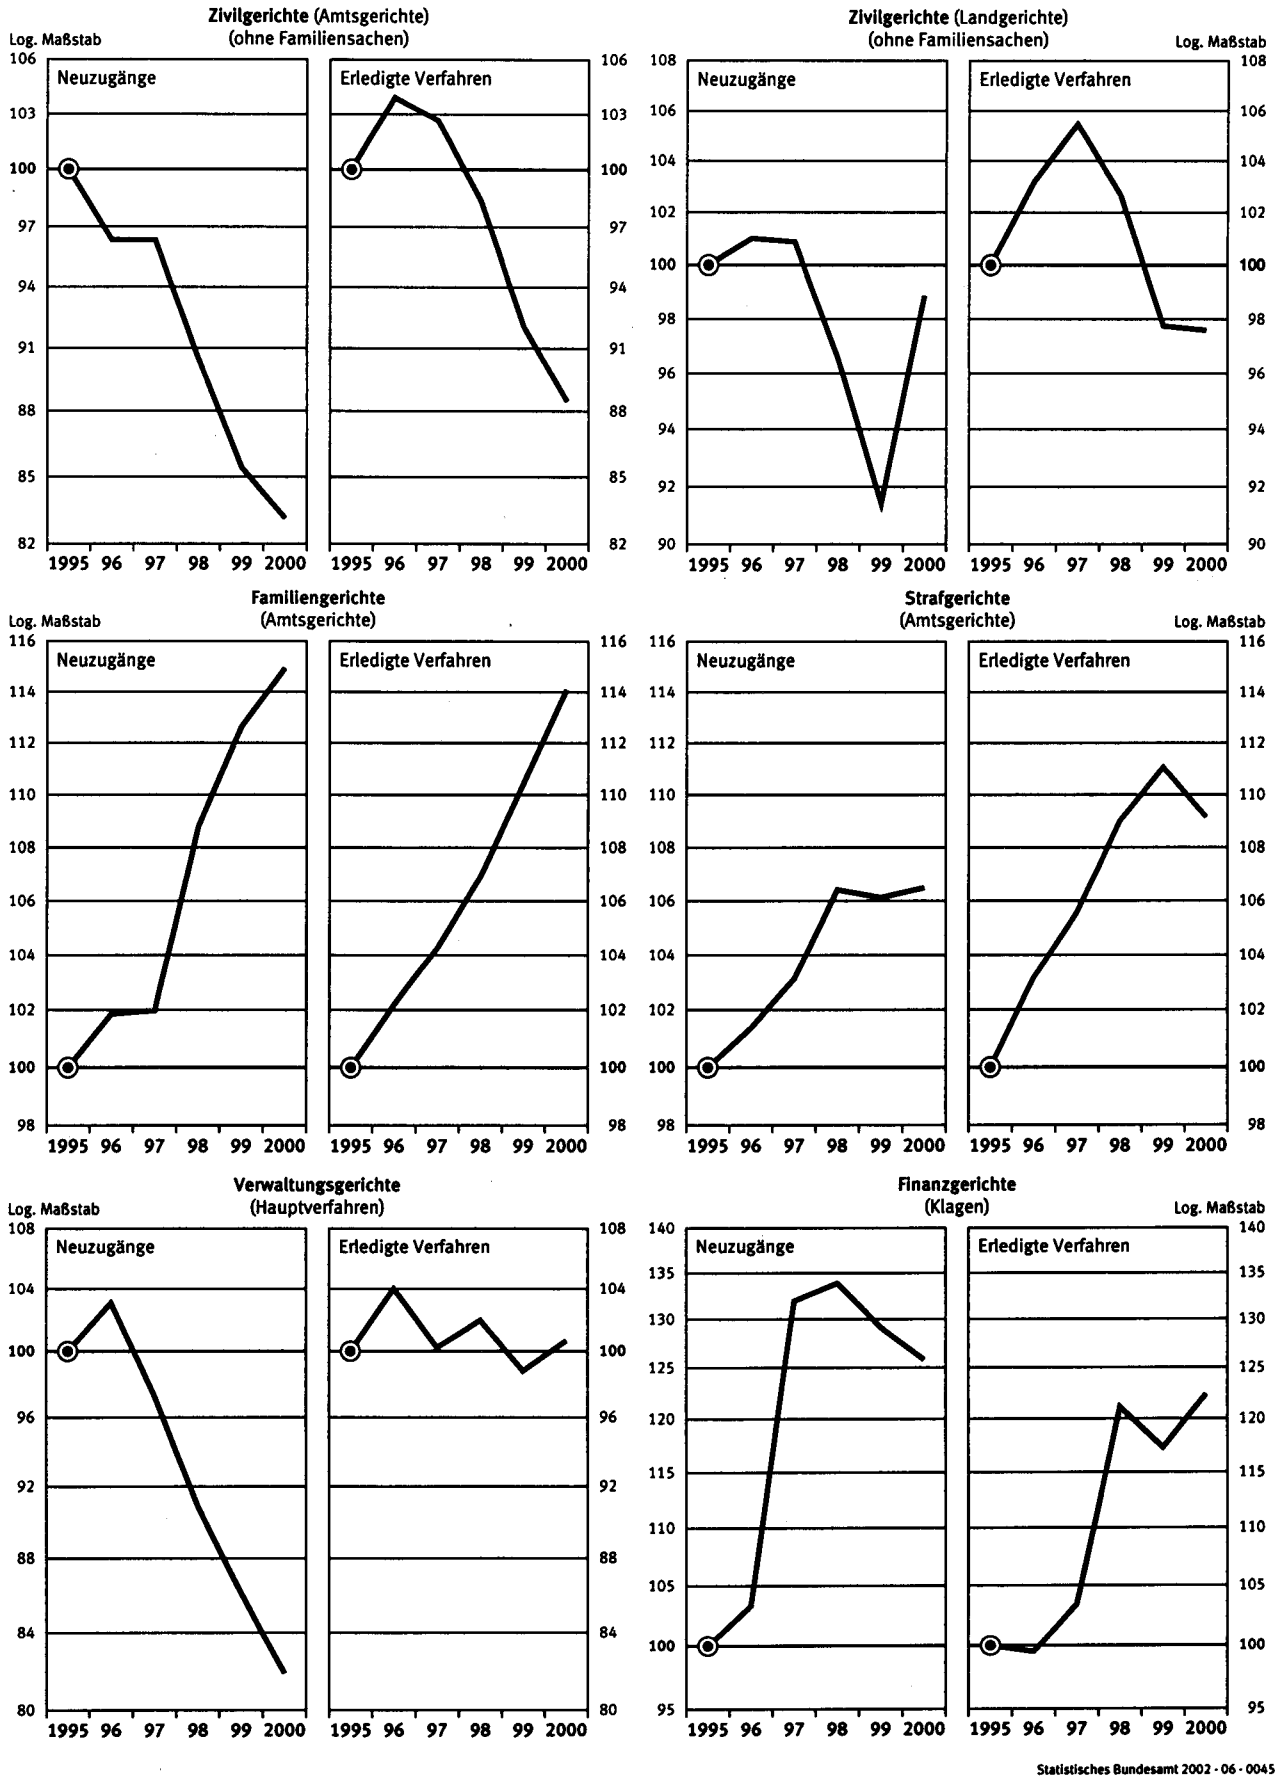 Zivilgerichte (Amtsgerichte)
(ohne Familiensachen)
Log. Maßstab
Neuzugänge
Erledigte Verfahren
106 106
103 103
100 100
97 97
94 94
91 91
88 88
85 85
82 82
1995 96 97 98 99 2000 1995 96 97 98 99 2000
Zivilgerichte (Landgerichte)
(ohne Familiensachen)
Log. Maßstab
Neuzugänge
Erledigte Verfahren
108 108
106 106
104 104
102 102
100 100
98 98
96 96
94 94
92 92
90 90
1995 96 97 98 99 2000 1995 96 97 98 99 2000
Familiengerichte
(Amtsgerichte)
Log. Maßstab
Neuzugänge
Erledigte Verfahren
116 116
114 114
112 112
110 110
108 108
106 106
104 104
102 102
100 100
98 98
1995 96 97 98 99 2000 1995 96 97 98 99 2000
Strafgerichte
(Amtsgerichte)
Log. Maßstab
Neuzugänge
Erledigte Verfahren
116 116
114 114
112 112
110 110
108 108
106 106
104 104
102 102
100 100
98 98
1995 96 97 98 99 2000 1995 96 97 98 99 2000
Verwaltungsgerichte
(Hauptverfahren)
Log. Maßstab
Neuzugänge
Erledigte Verfahren
108 108
104 104
100 100
96 96
92 92
88 88
84 84
80 80
1995 96 97 98 99 2000 1995 96 97 98 99 2000
Finanzgerichte
(Klagen)
Log. Maßstab
Neuzugänge
Erledigte Verfahren
140 140
135 135
130 130
125 125
120 120
115 115
110 110
105 105
100 100
95 95
1995 96 97 98 99 2000 1995 96 97 98 99 2000
Statistisches Bundesamt 2002 - 06 - 0045